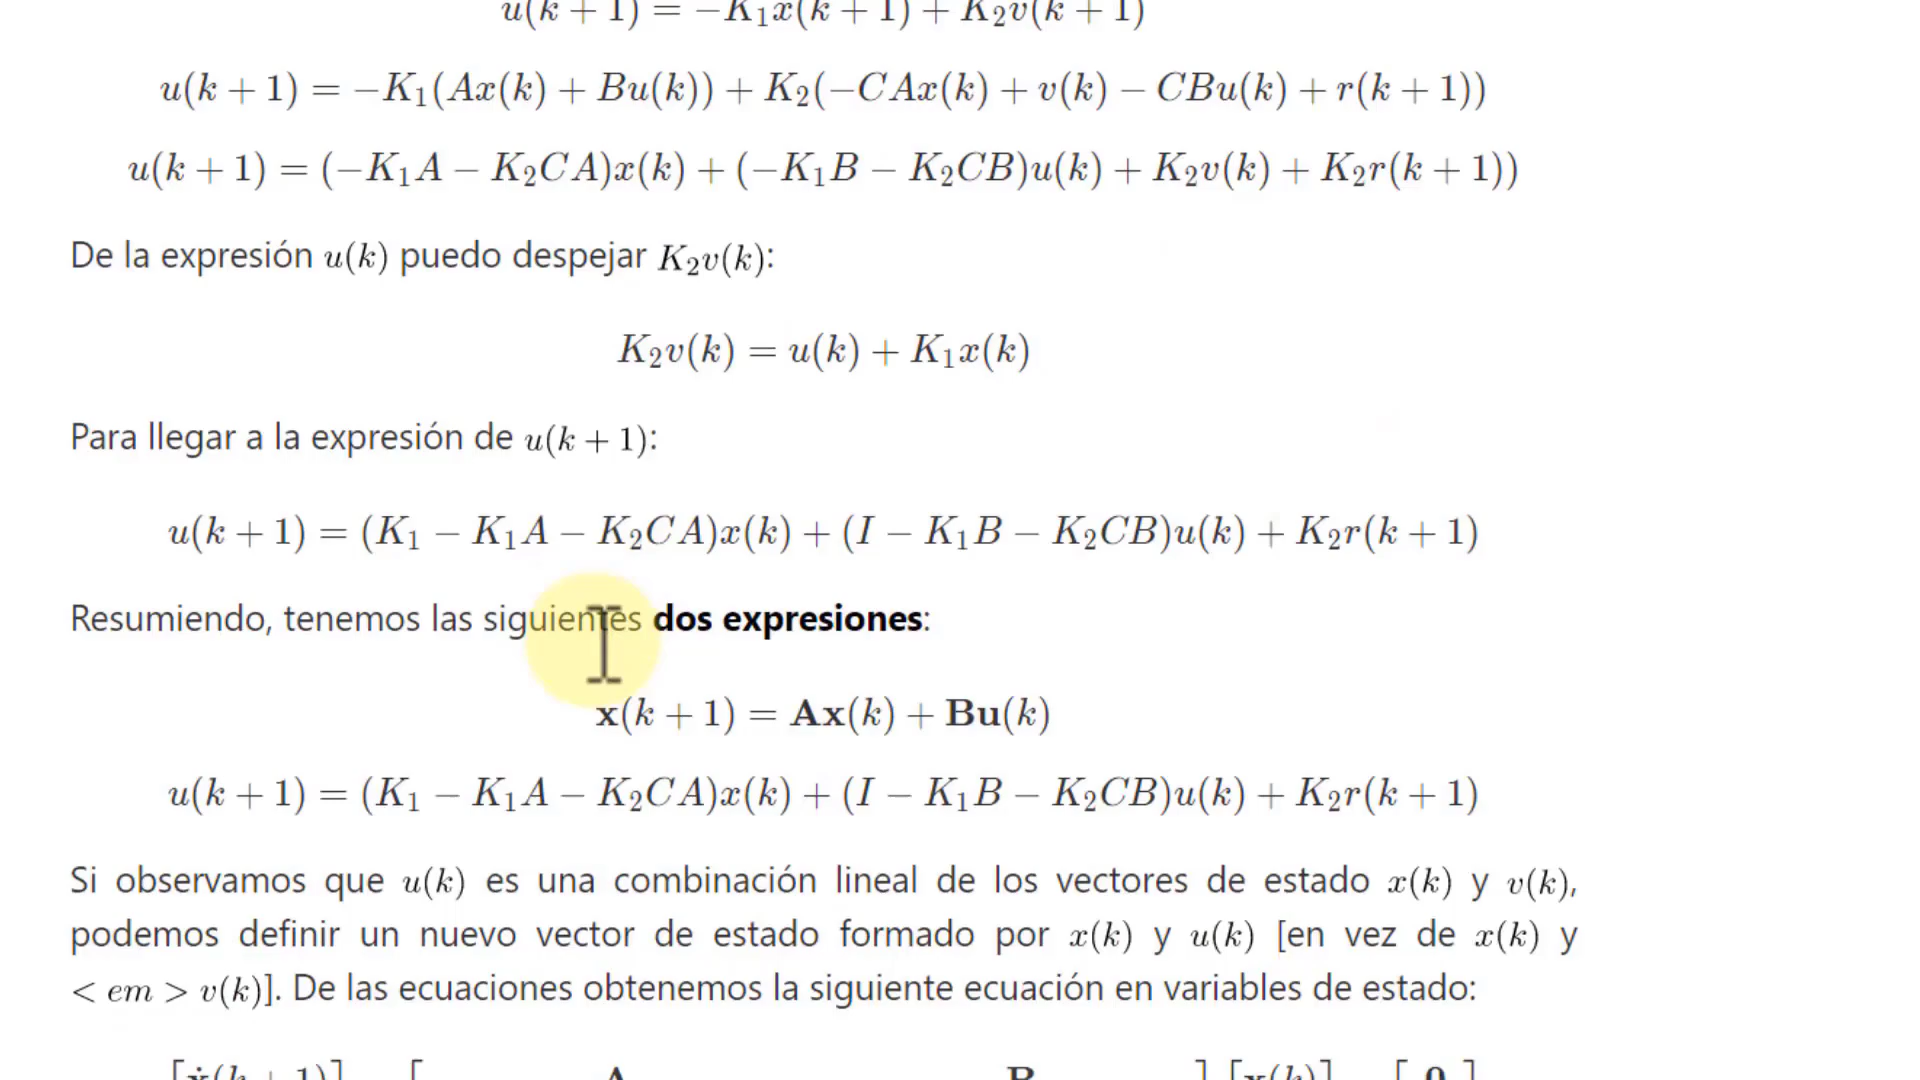 u(k + 1) = −K₁x(k + 1) + K₂v(k + 1)
u(k + 1) = −K₁(Ax(k) + Bu(k)) + K₂(−CAx(k) + v(k) − CBu(k) + r(k + 1))
u(k + 1) = (−K₁A − K₂CA)x(k) + (−K₁B − K₂CB)u(k) + K₂v(k) + K₂r(k + 1))
De la expresión u(k) puedo despejar K₂v(k):
K₂v(k) = u(k) + K₁x(k)
Para llegar a la expresión de u(k + 1):
u(k + 1) = (K₁ − K₁A − K₂CA)x(k) + (I − K₁B − K₂CB)u(k) + K₂r(k + 1)
Resumiendo, tenemos las siguientes dos expresiones:
x(k + 1) = Ax(k) + Bu(k)
u(k + 1) = (K₁ − K₁A − K₂CA)x(k) + (I − K₁B − K₂CB)u(k) + K₂r(k + 1)
Si observamos que u(k) es una combinación lineal de los vectores de estado x(k) y v(k),
podemos definir un nuevo vector de estado formado por x(k) y u(k) [en vez de x(k) y
< em > v(k)]. De las ecuaciones obtenemos la siguiente ecuación en variables de estado: